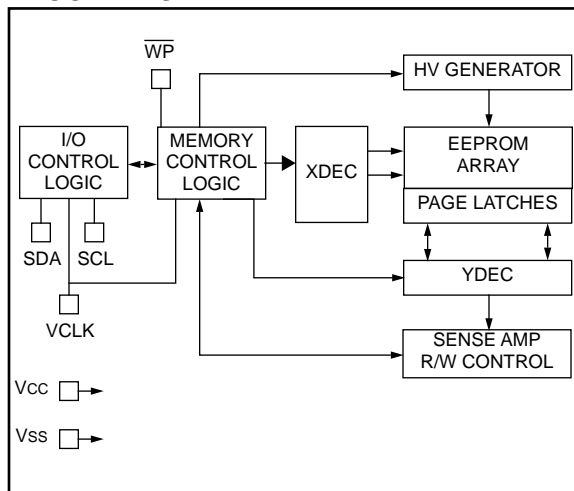 WP
HV GENERATOR
I/O
CONTROL
LOGIC
MEMORY
CONTROL
LOGIC
XDEC
EEPROM
ARRAY
PAGE LATCHES
SDA
SCL
VCLK
YDEC
SENSE AMP
R/W CONTROL
Vcc
Vss